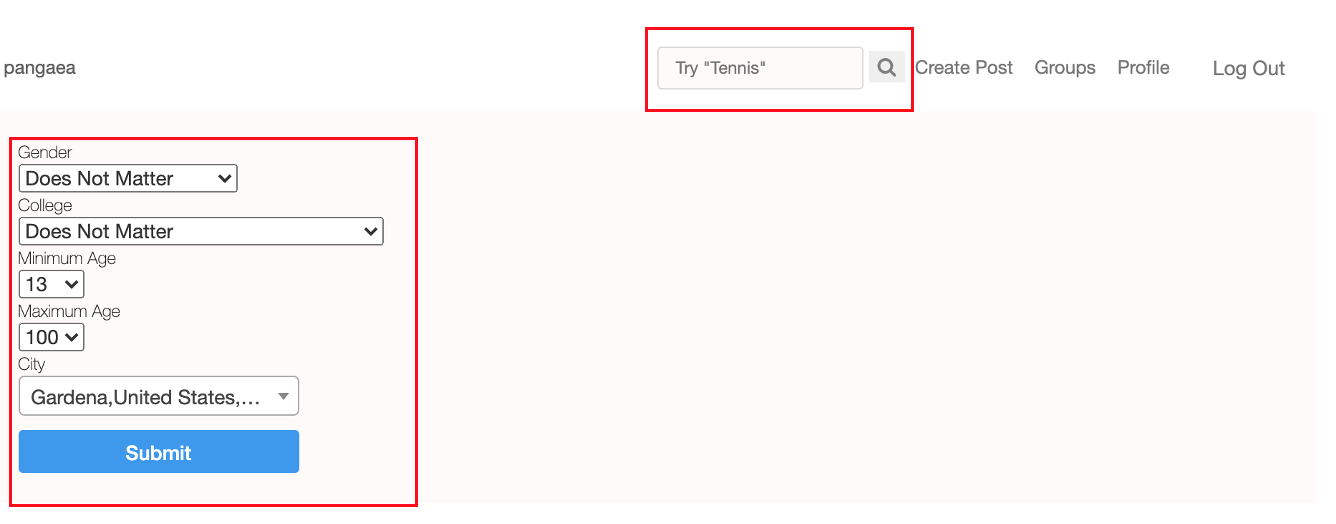 pangaea
Try "Tennis"
Create Post
Groups
Profile
Log Out
Gender
Does Not Matter
College
Does Not Matter
Minimum Age
13
Maximum Age
100
City
Gardena,United States,...
Submit